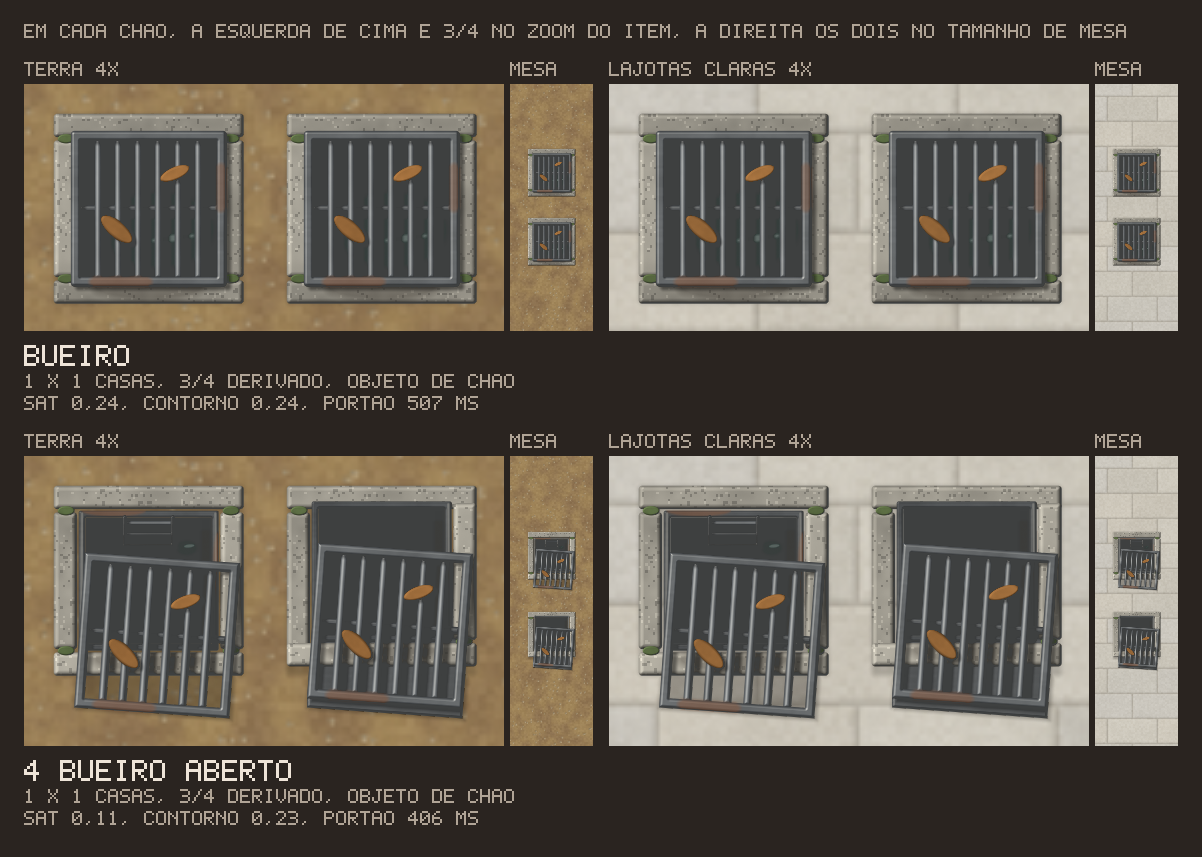 EM CADA CHAO, A ESQUERDA DE CIMA E 3/4 NO ZOOM DO ITEM, A DIREITA OS DOIS NO TAMANHO DE MESA
TERRA 4X MESA LAJOTAS CLARAS 4X MESA
BUEIRO
1 X 1 CASAS, 3/4 DERIVADO, OBJETO DE CHAO
SAT 0,24, CONTORNO 0,24, PORTAO 507 MS
TERRA 4X MESA LAJOTAS CLARAS 4X MESA
4 BUEIRO ABERTO
1 X 1 CASAS, 3/4 DERIVADO, OBJETO DE CHAO
SAT 0,11, CONTORNO 0,23, PORTAO 406 MS